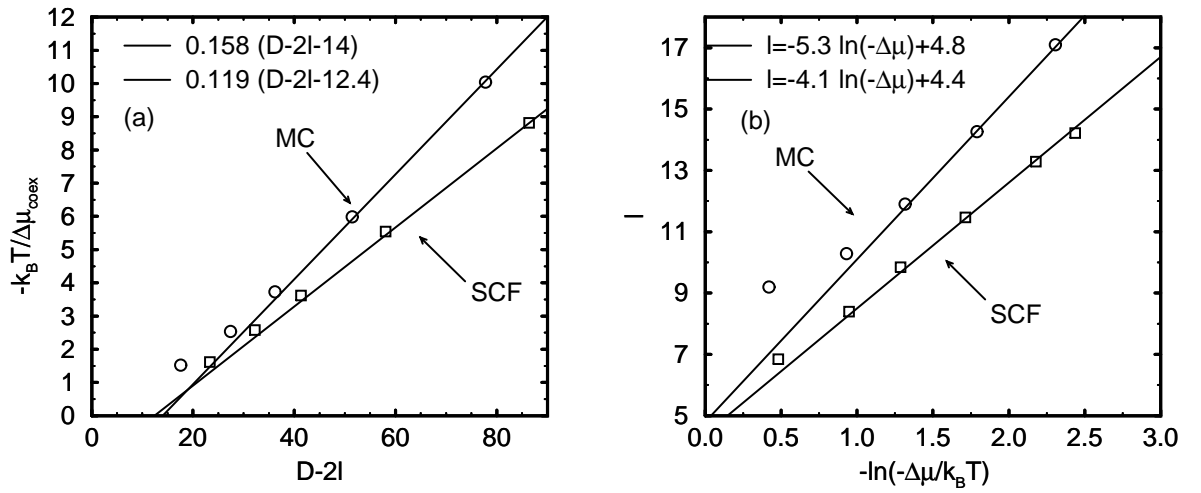 12
11
10
9
8
7
6
5
4
3
2
1
0
-k_BT/Δμ_coex
0.158 (D-2l-14)
0.119 (D-2l-12.4)
(a)
MC
SCF
0 20 40 60 80
D-2l
17
15
13
11
9
7
5
l
l=-5.3 ln(-Δμ)+4.8
l=-4.1 ln(-Δμ)+4.4
(b)
MC
SCF
0.0 0.5 1.0 1.5 2.0 2.5 3.0
-ln(-Δμ/k_BT)